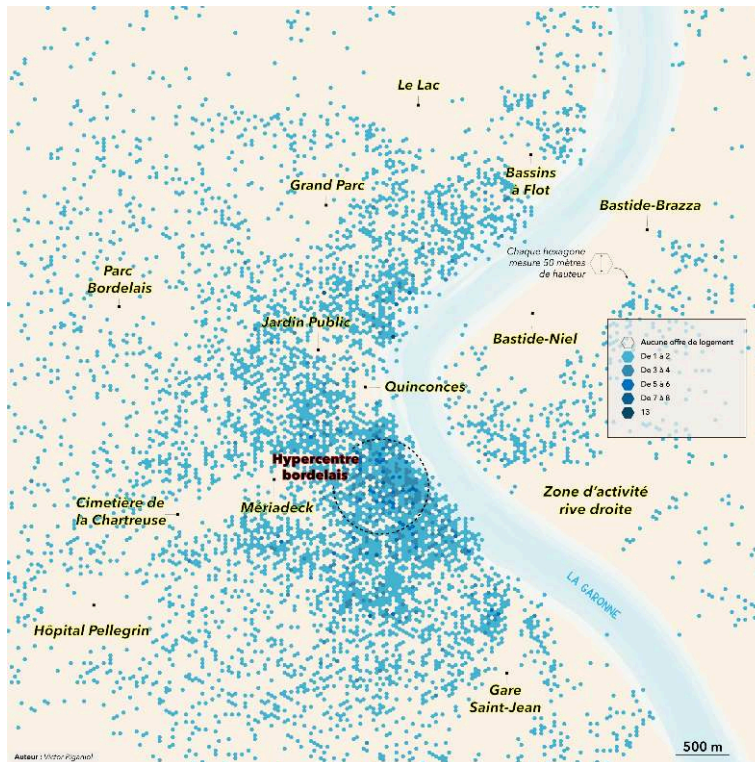 Le Lac
Bassins
à Flot
Grand Parc
Bastide-Brazza
Chaque hexagone
mesure 50 mètres
de hauteur
Parc
Bordelais
Jardin Public
Bastide-Niel
Aucune offre de logement
De 1 à 2
De 3 à 4
De 5 à 6
De 7 à 8
13
Quinconces
Hypercentre
bordelais
Cimetière de
la Chartreuse
Mériadeck
Zone d'activité
rive droite
LA GARONNE
Hôpital Pellegrin
Gare
Saint-Jean
500 m
Auteur : Victor Piganiol